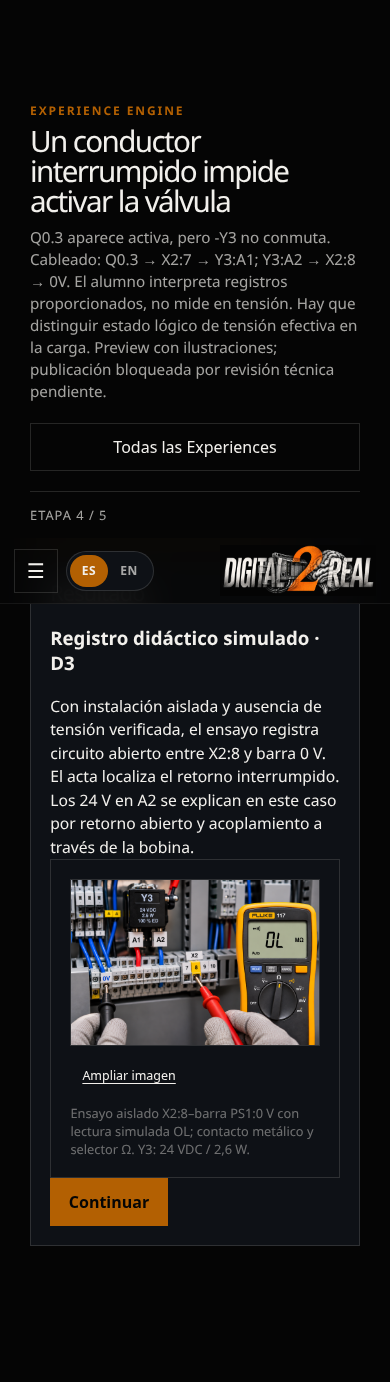 EXPERIENCE ENGINE
Un conductor
interrumpido impide
activar la válvula
Q0.3 aparece activa, pero -Y3 no conmuta.
Cableado: Q0.3 → X2:7 → Y3:A1; Y3:A2 → X2:8
→ 0V. El alumno interpreta registros
proporcionados, no mide en tensión. Hay que
distinguir estado lógico de tensión efectiva en
la carga. Preview con ilustraciones;
publicación bloqueada por revisión técnica
pendiente.
Todas las Experiences
ETAPA 4 / 5
☰ ES EN DIGITAL 2 REAL
Registro didáctico simulado ·
D3
Con instalación aislada y ausencia de
tensión verificada, el ensayo registra
circuito abierto entre X2:8 y barra 0 V.
El acta localiza el retorno interrumpido.
Los 24 V en A2 se explican en este caso
por retorno abierto y acoplamiento a
través de la bobina.
Y3
24 VDC
2,6 W
100 % ED
A1 A2
X2
0V
7
FLUKE 117
OL MΩ
Ampliar imagen
Ensayo aislado X2:8–barra PS1:0 V con
lectura simulada OL; contacto metálico y
selector Ω. Y3: 24 VDC / 2,6 W.
Continuar